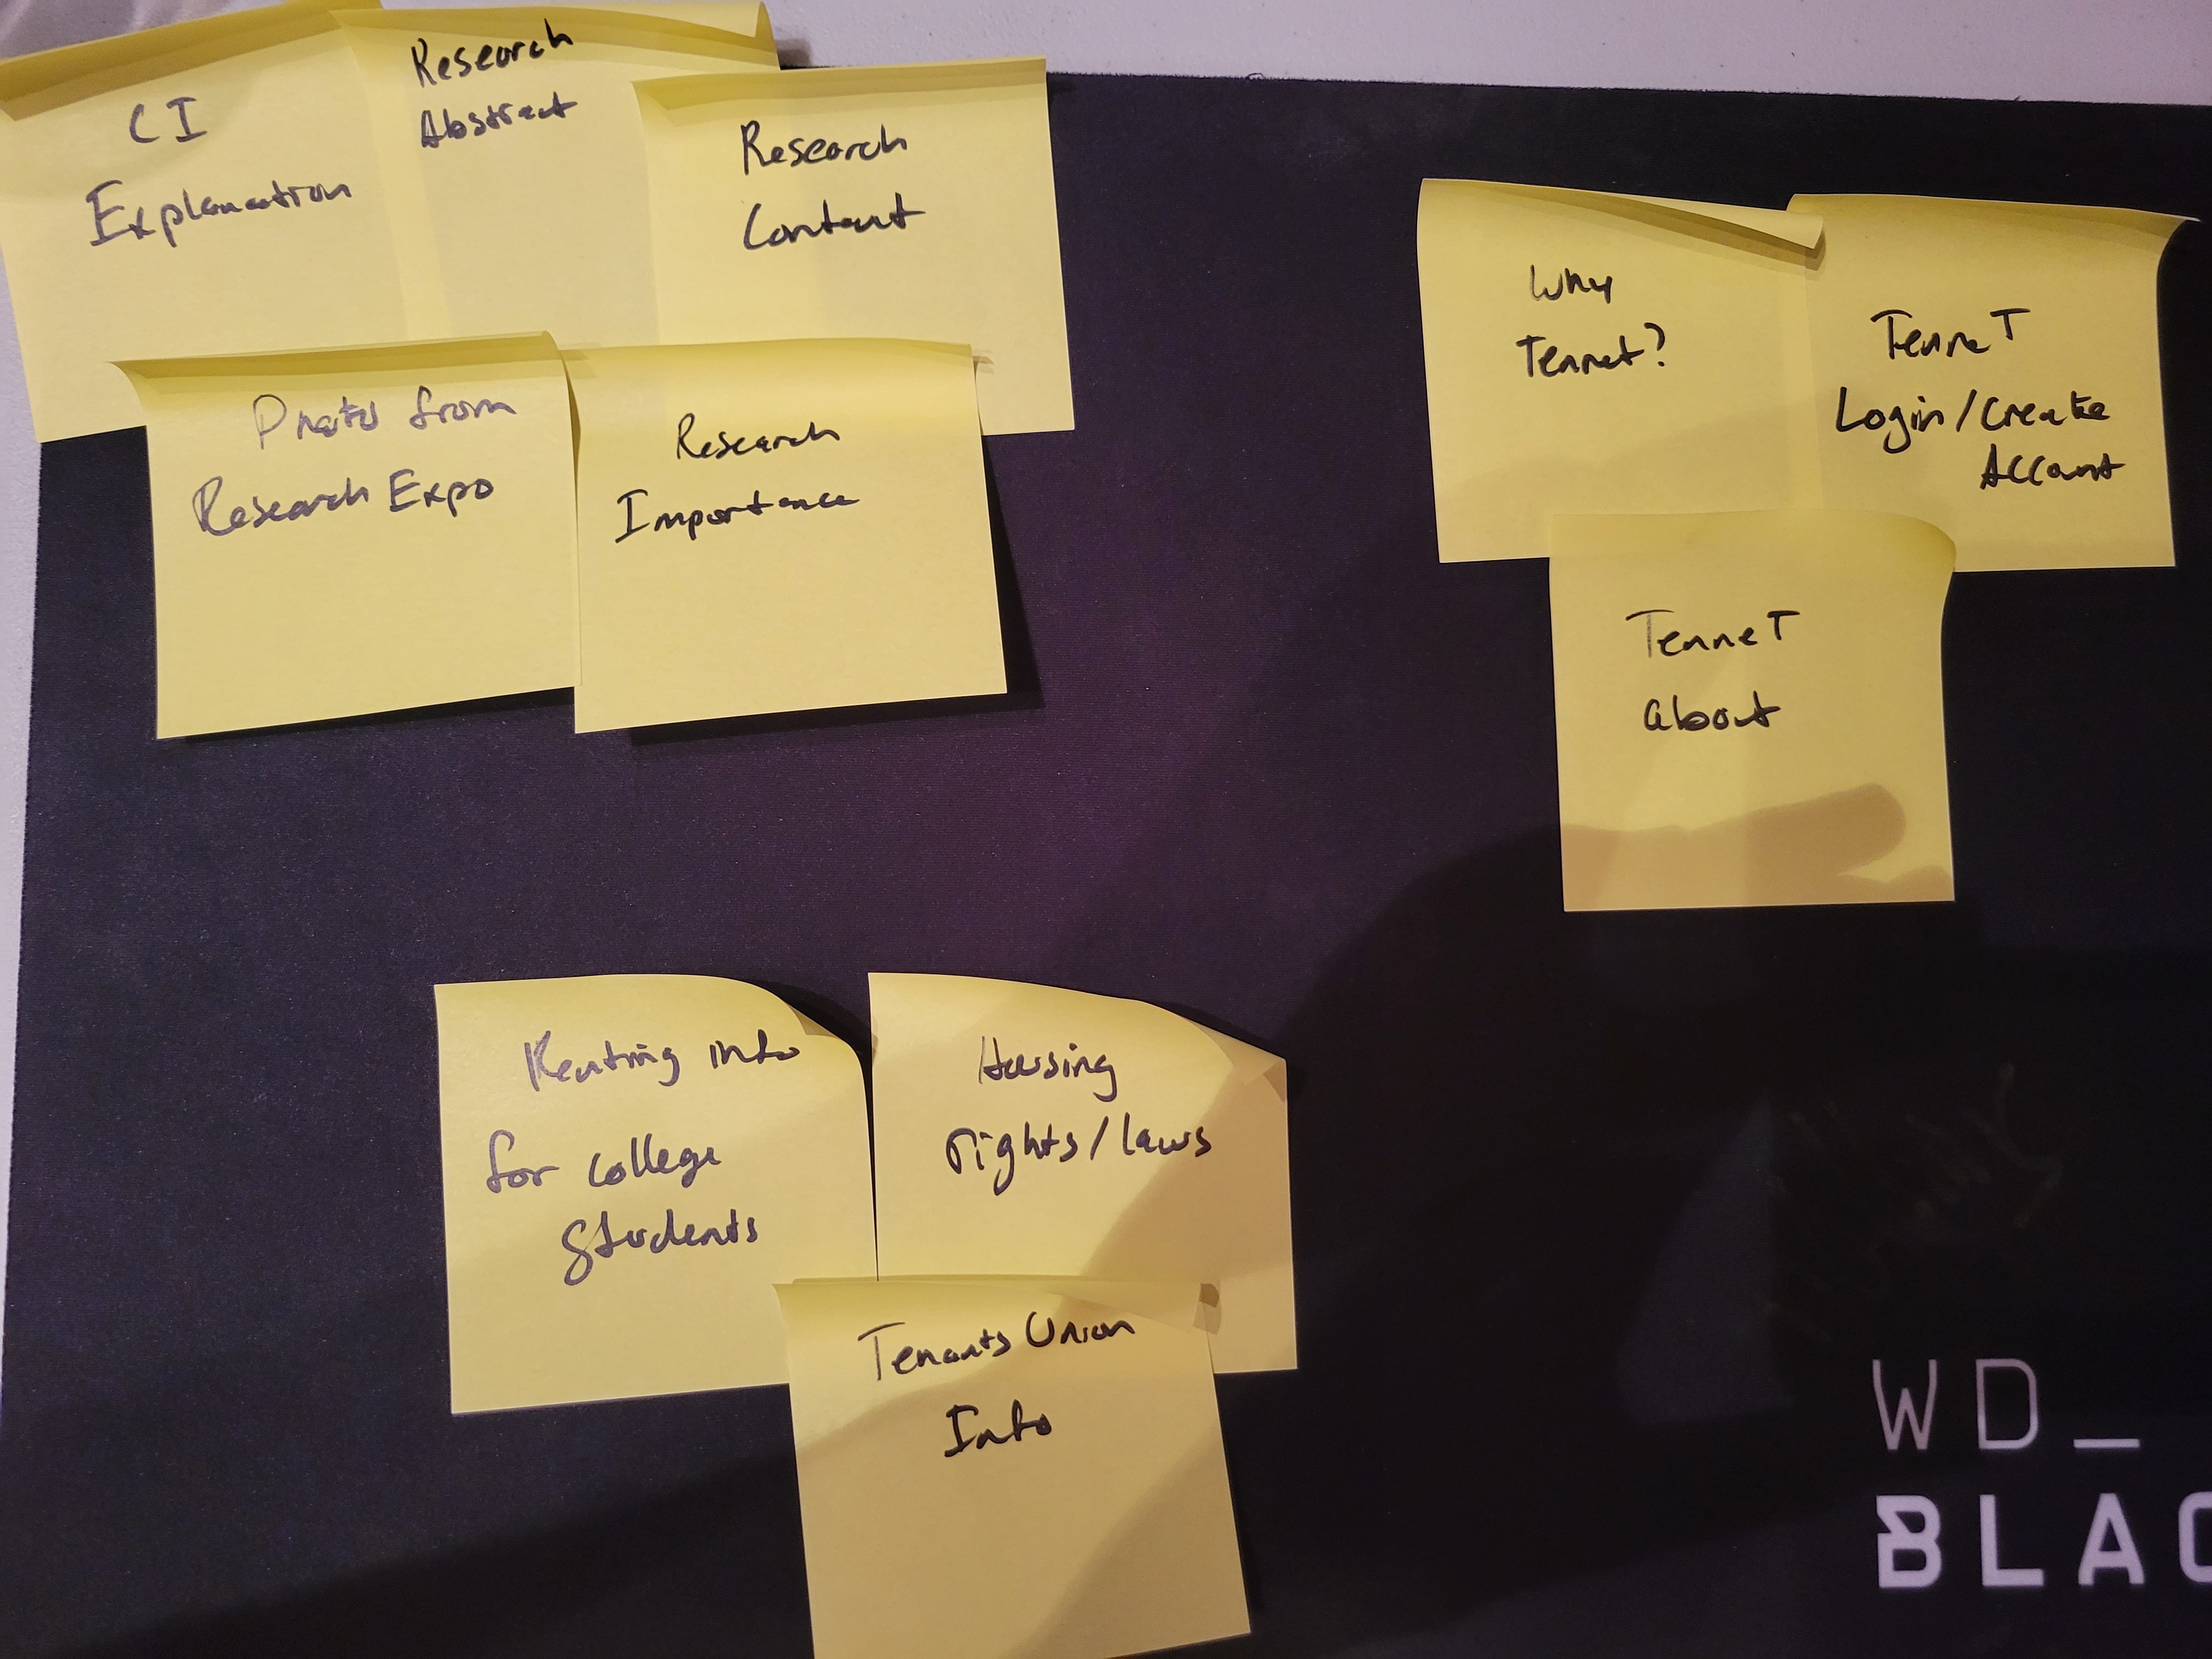 CI
Explanation
Research
Abstract
Research
Content
Photos from
Research Expo
Research
Importance
Why
Tennet?
TenneT
Login/Create
Account
TenneT
about
Renting info
for college
students
Housing
rights/laws
Tenants Union
Info
WD_
BLAC